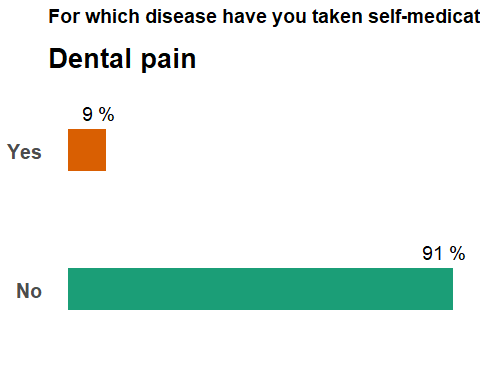 For which disease have you taken self-medicat
Dental pain
9 %
Yes
91 %
No